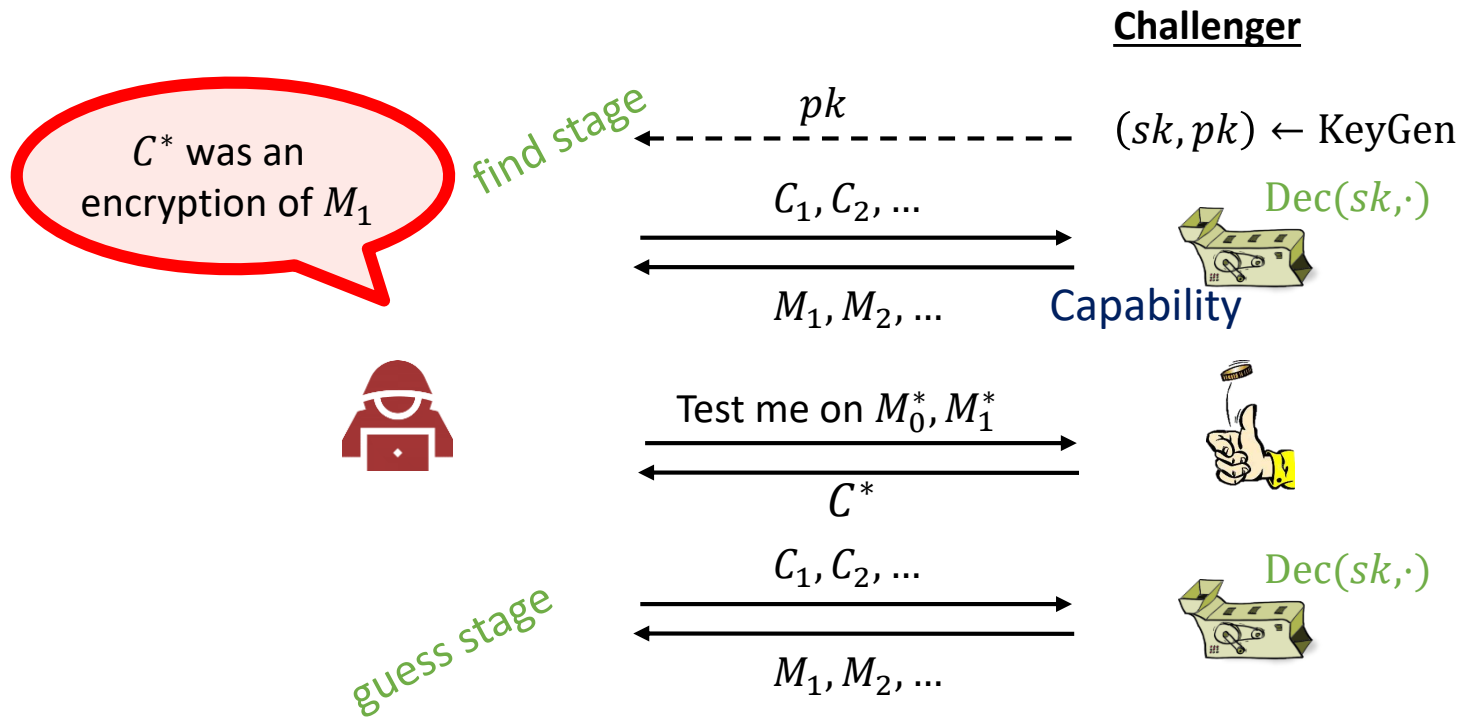 Challenger
find stage
pk
(sk, pk) ← KeyGen
C* was an
encryption of M₁
C₁, C₂, …
Dec(sk,·)
M₁, M₂, …
Capability
Test me on M₀*, M₁*
C*
C₁, C₂, …
Dec(sk,·)
guess stage
M₁, M₂, …